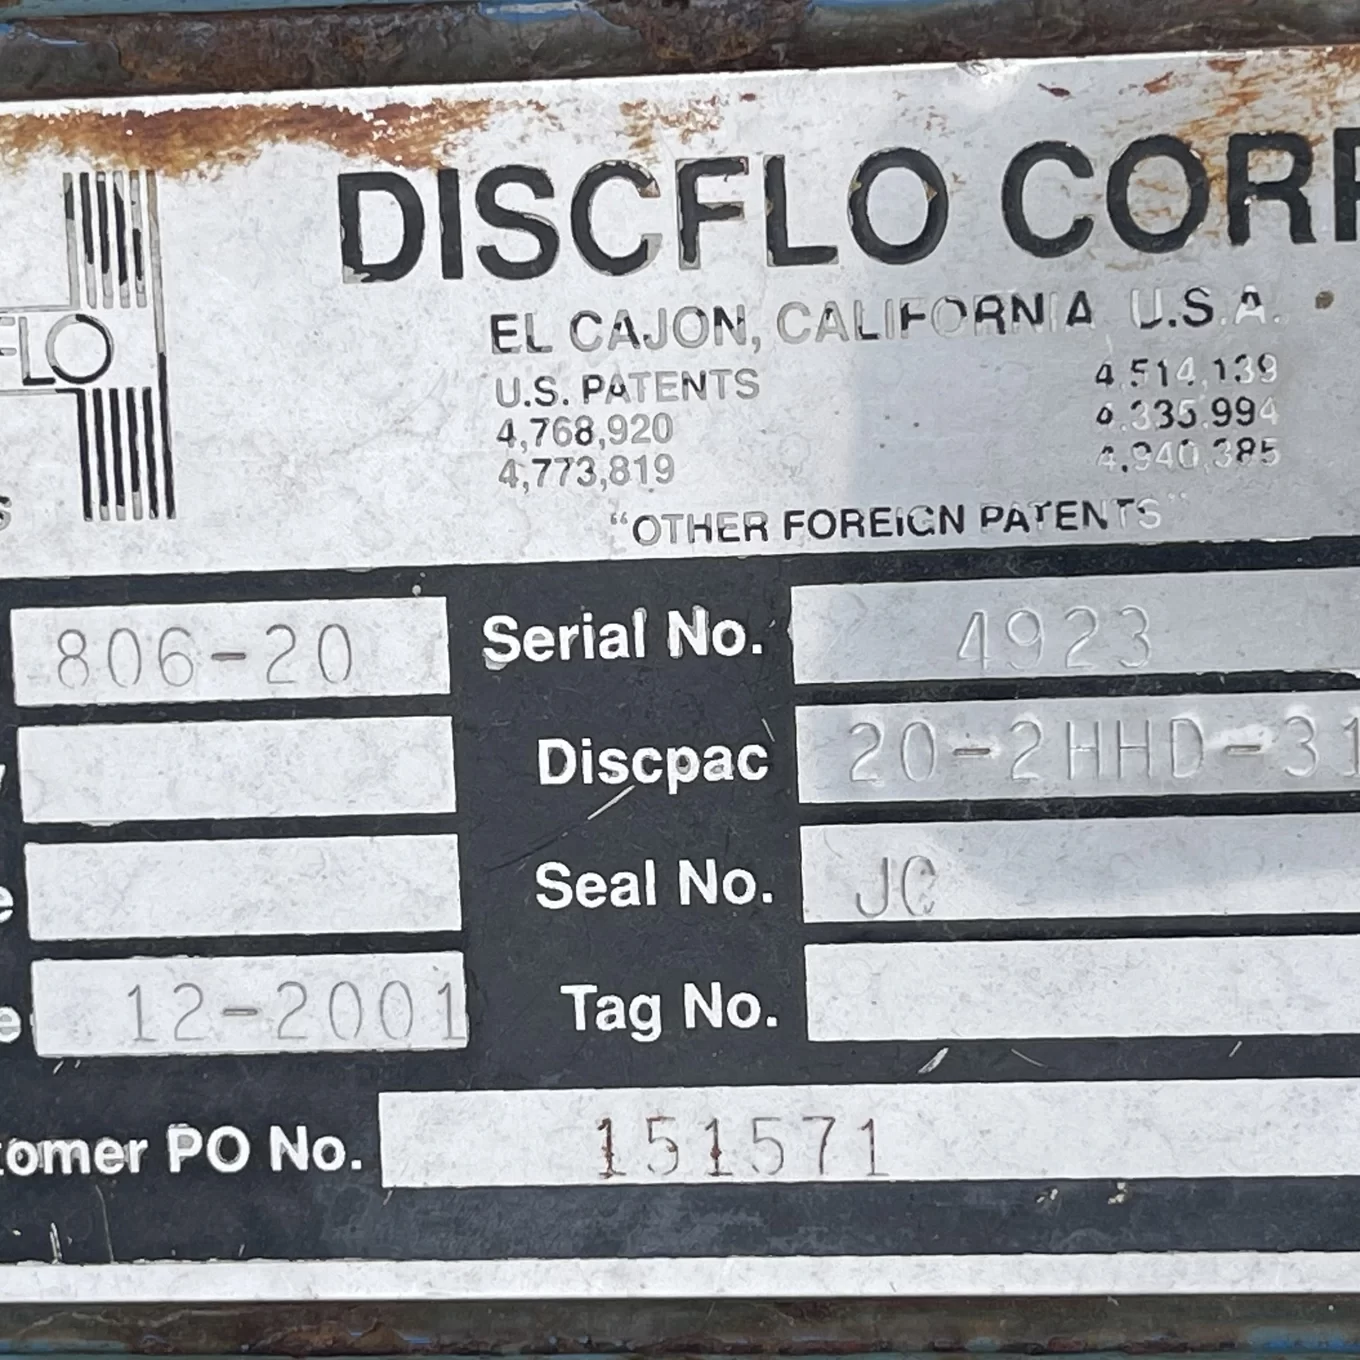 DISCFLO CORP
FLO
EL CAJON, CALIFORNIA U.S.A.
U.S. PATENTS 4,514,139
4,768,920 4,335,994
4,773,819 4,940,385
"OTHER FOREIGN PATENTS"
806-20 Serial No. 4923
Discpac 20-2HHD-31
Seal No. JC
12-2001 Tag No.
tomer PO No. 151571